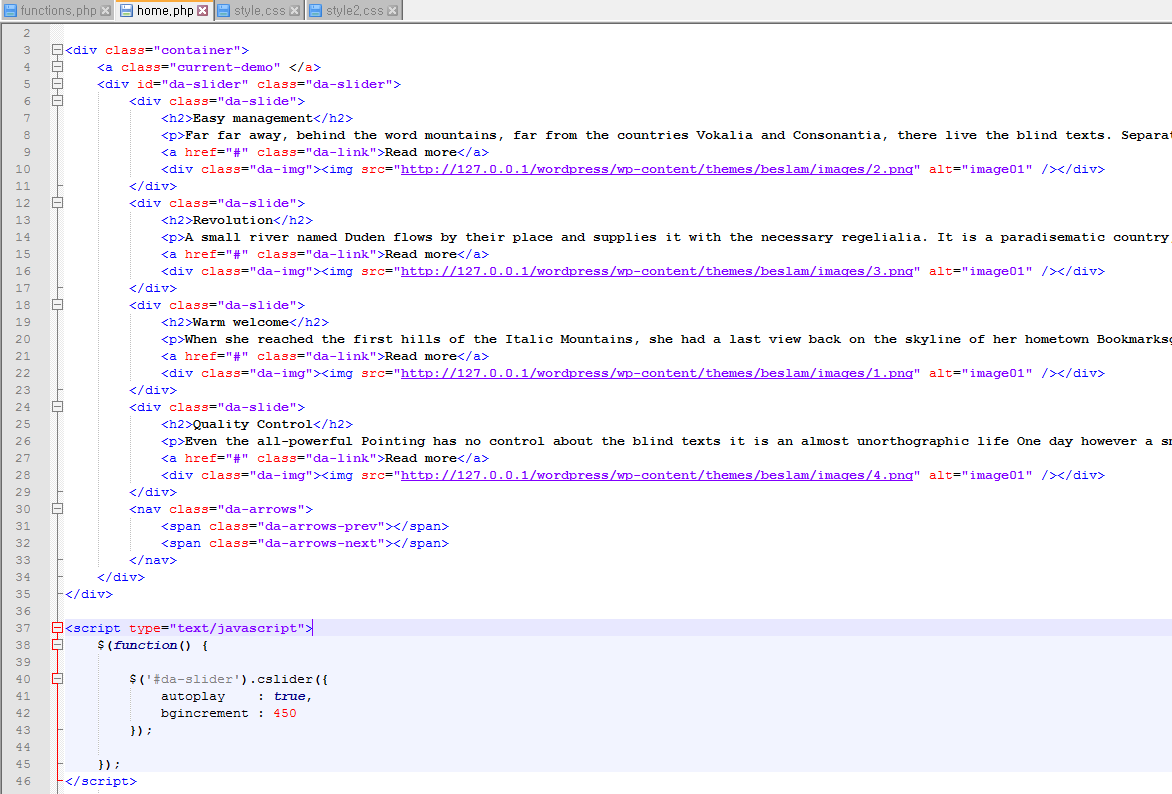 functions.php home.php style.css style2.css
2
3 <div class="container">
4 <a class="current-demo" </a>
5 <div id="da-slider" class="da-slider">
6 <div class="da-slide">
7 <h2>Easy management</h2>
8 <p>Far far away, behind the word mountains, far from the countries Vokalia and Consonantia, there live the blind texts. Separat
9 <a href="#" class="da-link">Read more</a>
10 <div class="da-img"><img src="http://127.0.0.1/wordpress/wp-content/themes/beslam/images/2.png" alt="image01" /></div>
11 </div>
12 <div class="da-slide">
13 <h2>Revolution</h2>
14 <p>A small river named Duden flows by their place and supplies it with the necessary regelialia. It is a paradisematic country,
15 <a href="#" class="da-link">Read more</a>
16 <div class="da-img"><img src="http://127.0.0.1/wordpress/wp-content/themes/beslam/images/3.png" alt="image01" /></div>
17 </div>
18 <div class="da-slide">
19 <h2>Warm welcome</h2>
20 <p>When she reached the first hills of the Italic Mountains, she had a last view back on the skyline of her hometown Bookmarksg
21 <a href="#" class="da-link">Read more</a>
22 <div class="da-img"><img src="http://127.0.0.1/wordpress/wp-content/themes/beslam/images/1.png" alt="image01" /></div>
23 </div>
24 <div class="da-slide">
25 <h2>Quality Control</h2>
26 <p>Even the all-powerful Pointing has no control about the blind texts it is an almost unorthographic life One day however a sm
27 <a href="#" class="da-link">Read more</a>
28 <div class="da-img"><img src="http://127.0.0.1/wordpress/wp-content/themes/beslam/images/4.png" alt="image01" /></div>
29 </div>
30 <nav class="da-arrows">
31 <span class="da-arrows-prev"></span>
32 <span class="da-arrows-next"></span>
33 </nav>
34 </div>
35 </div>
36
37 <script type="text/javascript">
38 $(function() {
39
40 $('#da-slider').cslider({
41 autoplay : true,
42 bgincrement : 450
43 });
44
45 });
46 </script>